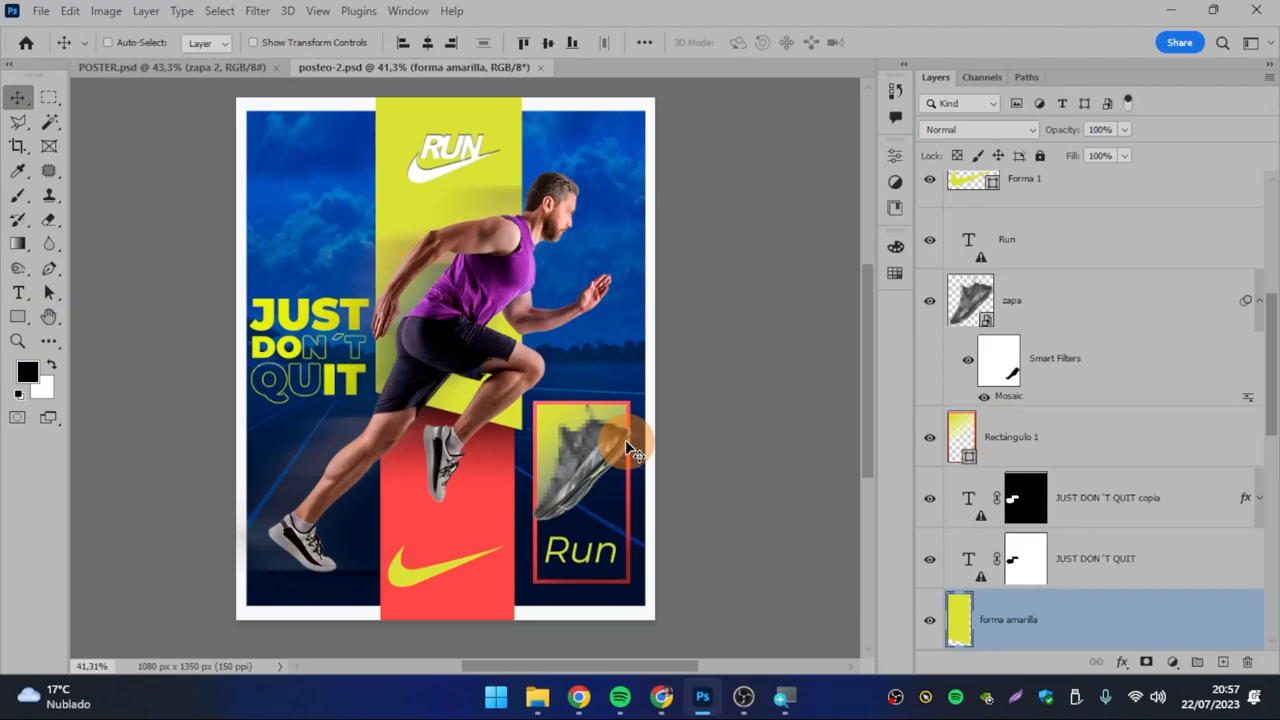 Ps File Edit Image Layer Type Select Filter 3D View Plugins Window Help
Auto-Select: Layer Show Transform Controls 3D Mode: Share
POSTER.psd @ 43,3% (zapa 2, RGB/8#) × posteo-2.psd @ 41,3% (forma amarilla, RGB/8*) ×
Layers Channels Paths
Kind
Normal Opacity: 100%
Lock: Fill: 100%
Forma 1
T Run
zapa
Smart Filters
Mosaic
Rectángulo 1
T JUST DON´T QUIT copia fx
T JUST DON´T QUIT
forma amarilla
RUN
JUST
DON´T
QUIT
Run
41,31% 1080 px x 1350 px (150 ppi)
fx
17°C
Nublado
Ps
20:57
22/07/2023